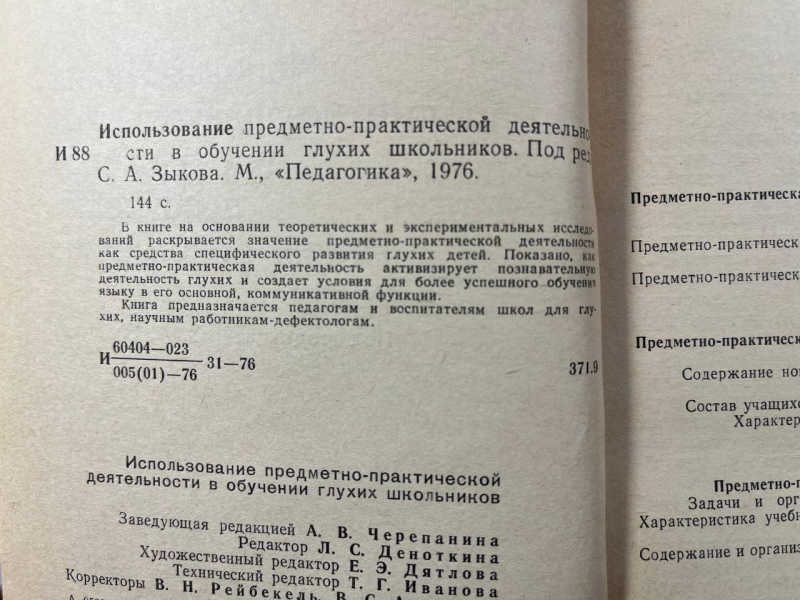 Использование предметно-практической деятельно
И 88 сти в обучении глухих школьников. Под ред.
С. А. Зыкова. М., «Педагогика», 1976.
144 с.
В книге на основании теоретических и экспериментальных исследо-
ваний раскрывается значение предметно-практической деятельности
как средства специфического развития глухих детей. Показано, как
предметно-практическая деятельность активизирует познавательную
деятельность глухих и создает условия для более успешного обучения
языку в его основной, коммуникативной функции.
Книга предназначается педагогам и воспитателям школ для глу-
хих, научным работникам-дефектологам.
И 60404—023
005(01)—76 31—76
371.9
Использование предметно-практической
деятельности в обучении глухих школьников
Заведующая редакцией А. В. Черепанина
Редактор Л. С. Деноткина
Художественный редактор Е. Э. Дятлова
Технический редактор Т. Г. Иванова
Корректоры В. Н. Рейбекель, В. С.
Предметно-практическа
Предметно-практическ
Предметно-практическ
Предметно-практическ
Содержание но
Состав учащихс
Характер
Предметно-п
Задачи и орг
Характеристика учебн
Содержание и организ